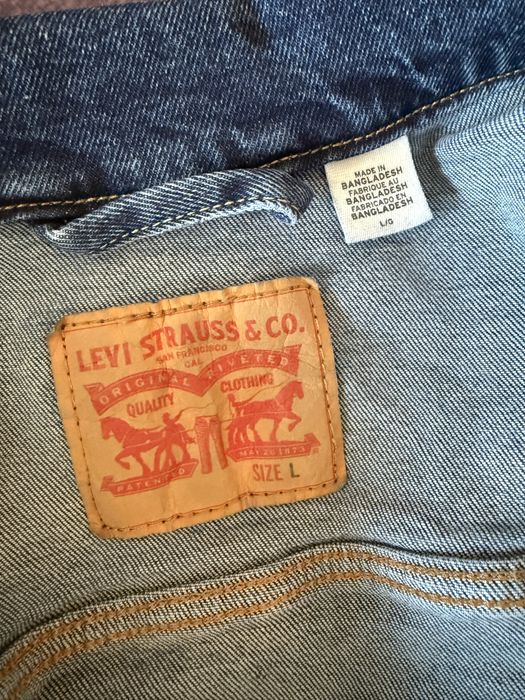 MADE IN
BANGLADESH
FABRIQUE AU
BANGLADESH
FABRICADO EN
BANGLADESH
L/G
LEVI STRAUSS & CO.
SAN FRANCISCO
CAL
ORIGINAL RIVETED
QUALITY CLOTHING
PATENTED MAY 20 1873
SIZE L